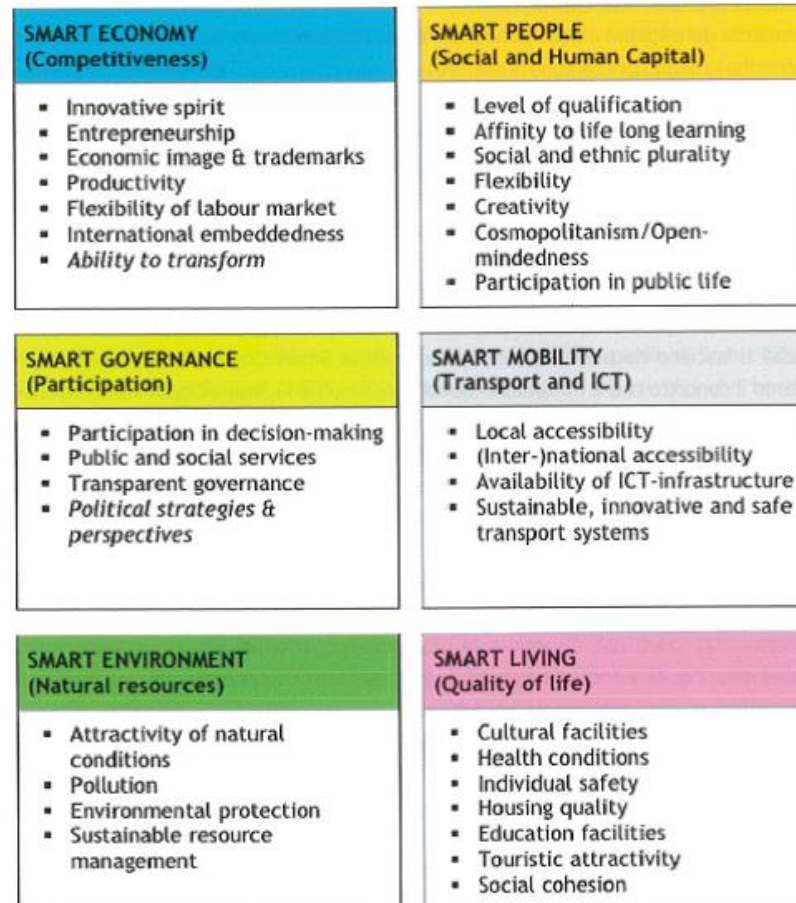 SMART ECONOMY
(Competitiveness)
▪ Innovative spirit
▪ Entrepreneurship
▪ Economic image & trademarks
▪ Productivity
▪ Flexibility of labour market
▪ International embeddedness
▪ Ability to transform
SMART PEOPLE
(Social and Human Capital)
▪ Level of qualification
▪ Affinity to life long learning
▪ Social and ethnic plurality
▪ Flexibility
▪ Creativity
▪ Cosmopolitanism/Open-
mindedness
▪ Participation in public life
SMART GOVERNANCE
(Participation)
▪ Participation in decision-making
▪ Public and social services
▪ Transparent governance
▪ Political strategies &
perspectives
SMART MOBILITY
(Transport and ICT)
▪ Local accessibility
▪ (Inter-)national accessibility
▪ Availability of ICT-infrastructure
▪ Sustainable, innovative and safe
transport systems
SMART ENVIRONMENT
(Natural resources)
▪ Attractivity of natural
conditions
▪ Pollution
▪ Environmental protection
▪ Sustainable resource
management
SMART LIVING
(Quality of life)
▪ Cultural facilities
▪ Health conditions
▪ Individual safety
▪ Housing quality
▪ Education facilities
▪ Touristic attractivity
▪ Social cohesion